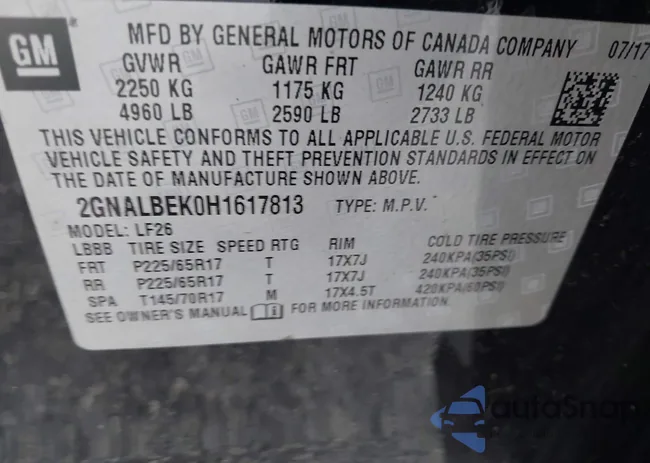 GM
MFD BY GENERAL MOTORS OF CANADA COMPANY 07/17
GVWR GAWR FRT GAWR RR
2250 KG 1175 KG 1240 KG
4960 LB 2590 LB 2733 LB
THIS VEHICLE CONFORMS TO ALL APPLICABLE U.S. FEDERAL MOTOR
VEHICLE SAFETY AND THEFT PREVENTION STANDARDS IN EFFECT ON
THE DATE OF MANUFACTURE SHOWN ABOVE.
2GNALBEK0H1617813 TYPE: M.P.V.
MODEL: LF26
LBBB TIRE SIZE SPEED RTG RIM COLD TIRE PRESSURE
FRT P225/65R17 T 17X7J 240KPA(35PSI)
RR P225/65R17 T 17X7J 240KPA(35PSI)
SPA T145/70R17 M 17X4.5T 420KPA(60PSI)
SEE OWNER'S MANUAL FOR MORE INFORMATION.
AutoSnap